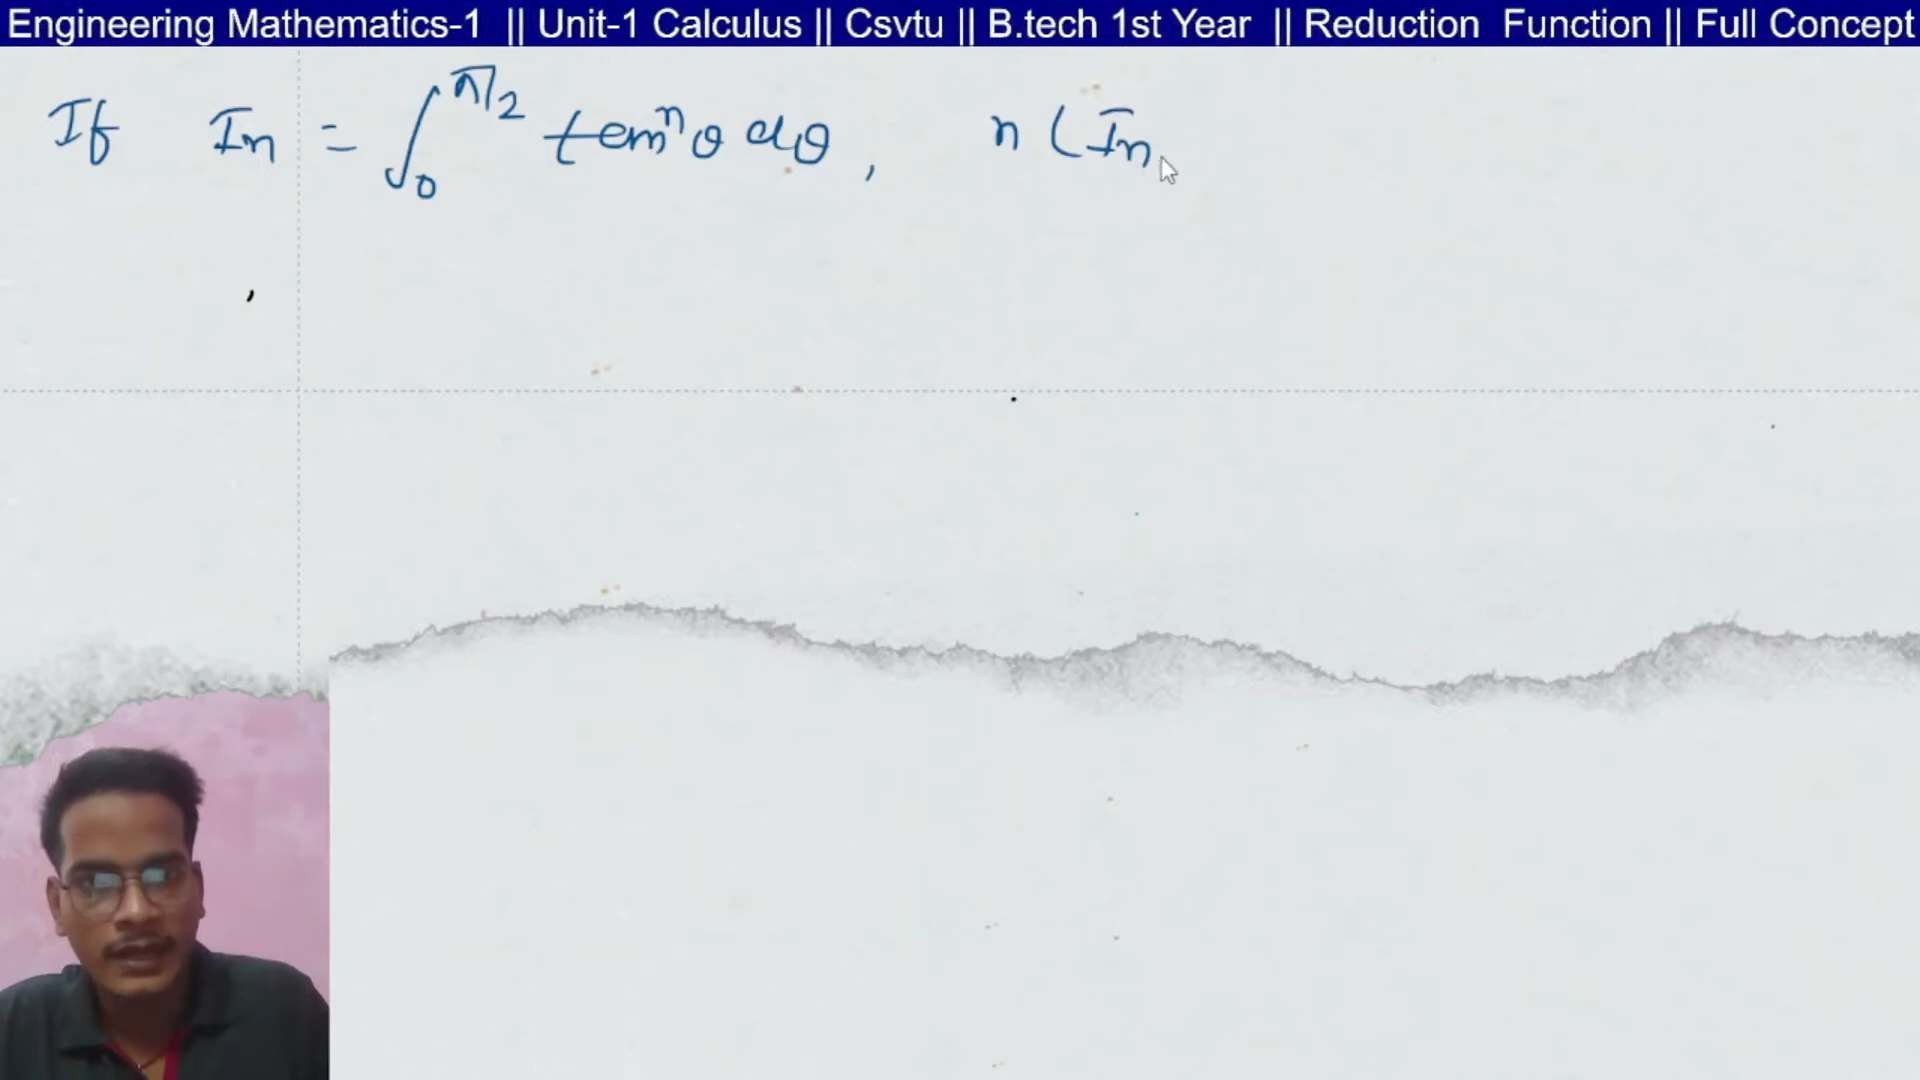 Engineering Mathematics-1 || Unit-1 Calculus || Csvtu || B.tech 1st Year || Reduction Function || Full Concept
If In = ∫₀^π/2 tanⁿθ dθ, n (In